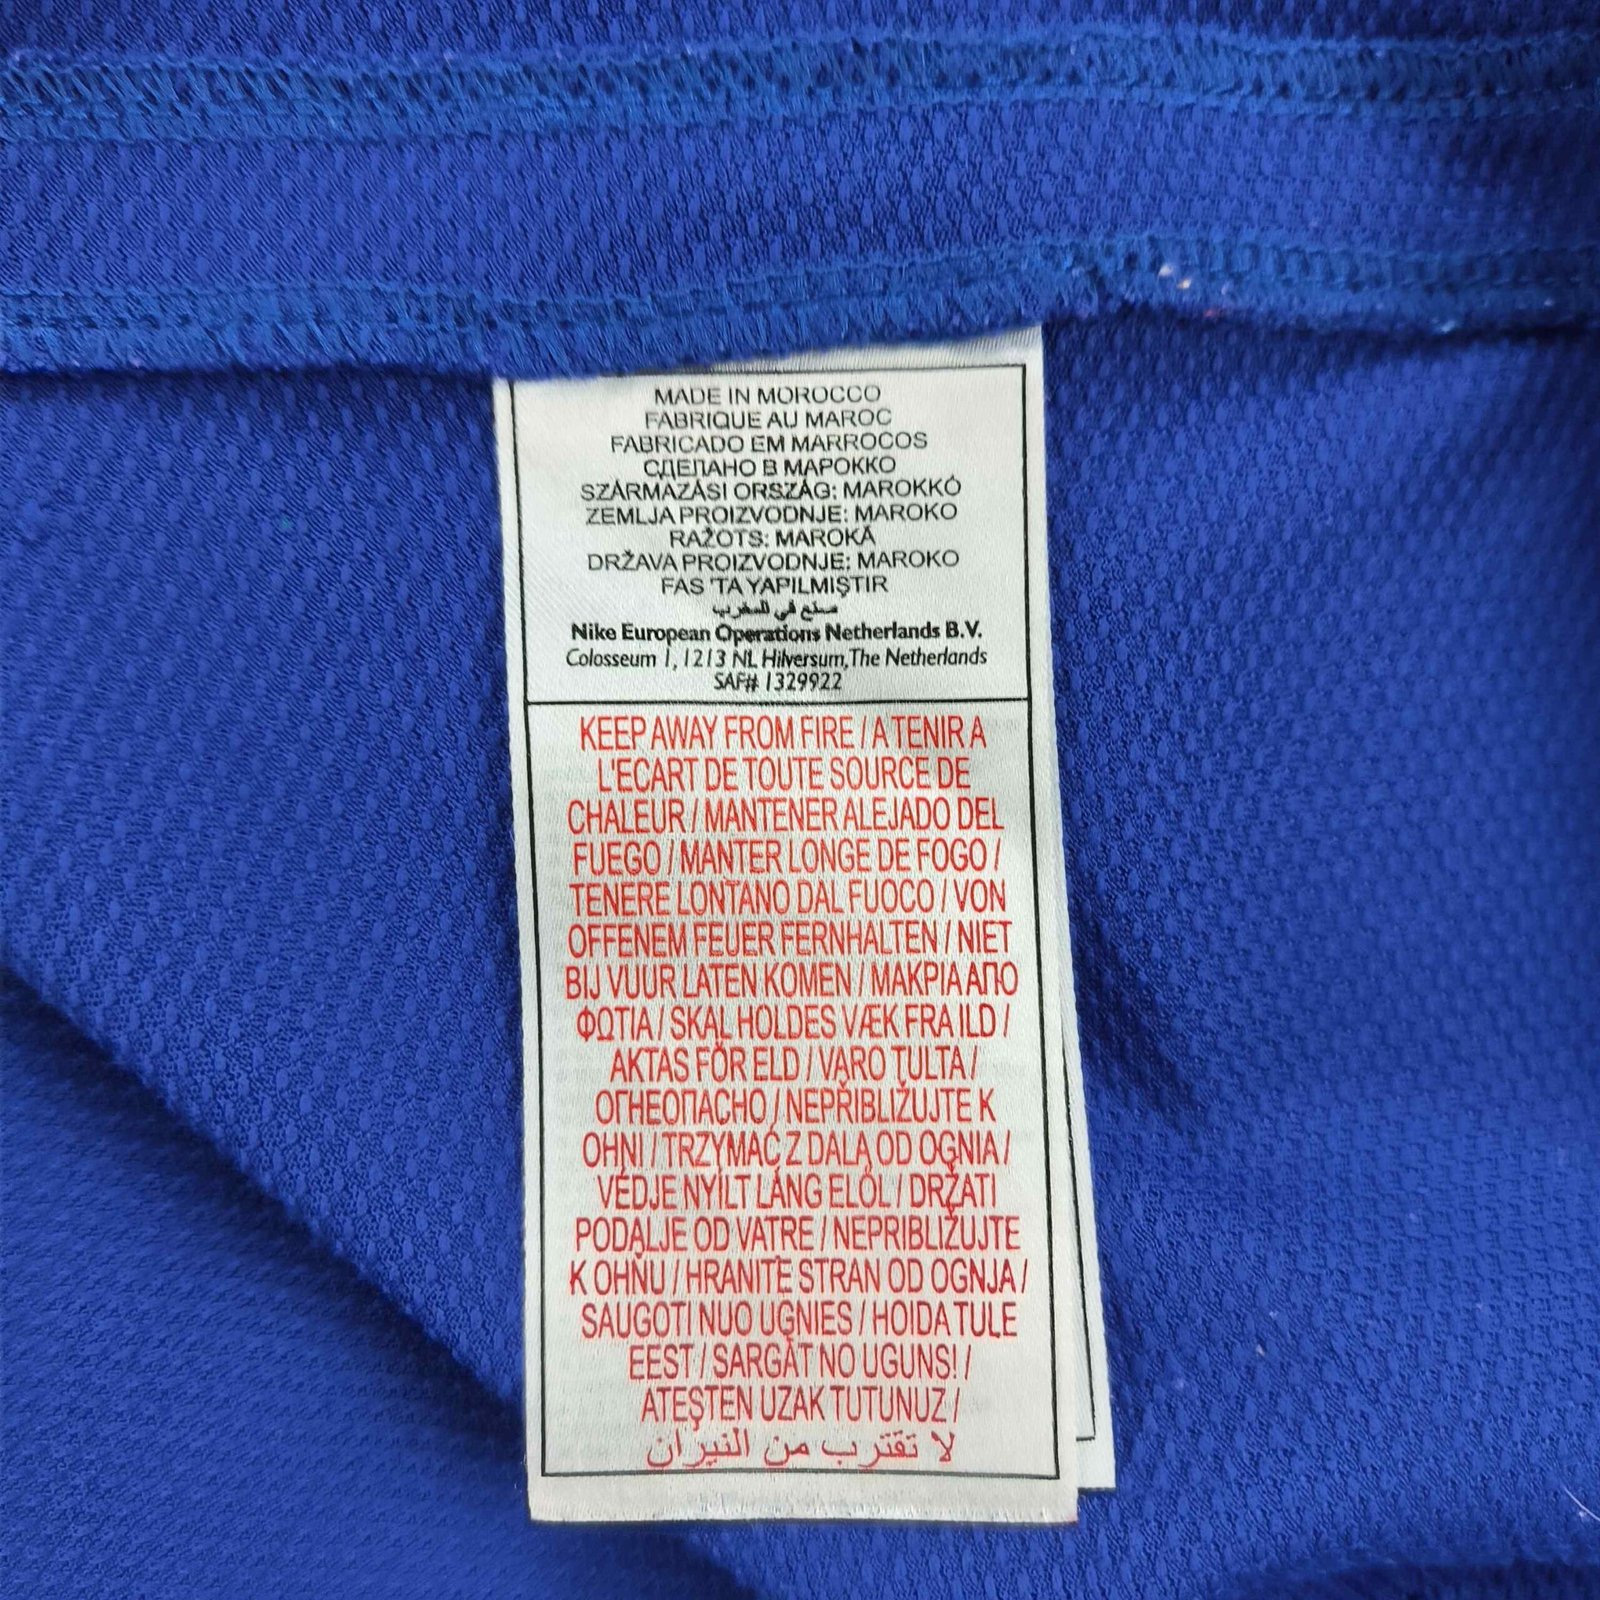 MADE IN MOROCCO
FABRIQUE AU MAROC
FABRICADO EM MARROCOS
СДЕЛАНО В МАРОККО
SZÁRMAZÁSI ORSZÁG: MAROKKÓ
ZEMLJA PROIZVODNJE: MAROKO
RAŽOTS: MAROKĀ
DRŽAVA PROIZVODNJE: MAROKO
FAS 'TA YAPILMIŞTIR
صنع في المغرب
Nike European Operations Netherlands B.V.
Colosseum 1, 1213 NL Hilversum, The Netherlands
SAF# 1329922
KEEP AWAY FROM FIRE / A TENIR A
L'ECART DE TOUTE SOURCE DE
CHALEUR / MANTENER ALEJADO DEL
FUEGO / MANTER LONGE DE FOGO /
TENERE LONTANO DAL FUOCO / VON
OFFENEM FEUER FERNHALTEN / NIET
BIJ VUUR LATEN KOMEN / ΜΑΚΡΙΑ ΑΠΟ
ΦΩΤΙΑ / SKAL HOLDES VÆK FRA ILD /
AKTAS FÖR ELD / VARO TULTA /
ОГНЕОПАСНО / NEPŘIBLIŽUJTE K
OHNI / TRZYMAĆ Z DALA OD OGNIA /
VÉDJE NYÍLT LÁNG ELÖL / DRŽATI
PODALJE OD VATRE / NEPRIBLIŽUJTE
K OHŇU / HRANITE STRAN OD OGNJA /
SAUGOTI NUO UGNIES / HOIDA TULE
EEST / SARGĀT NO UGUNS! /
ATEŞTEN UZAK TUTUNUZ /
لا تقترب من النيران